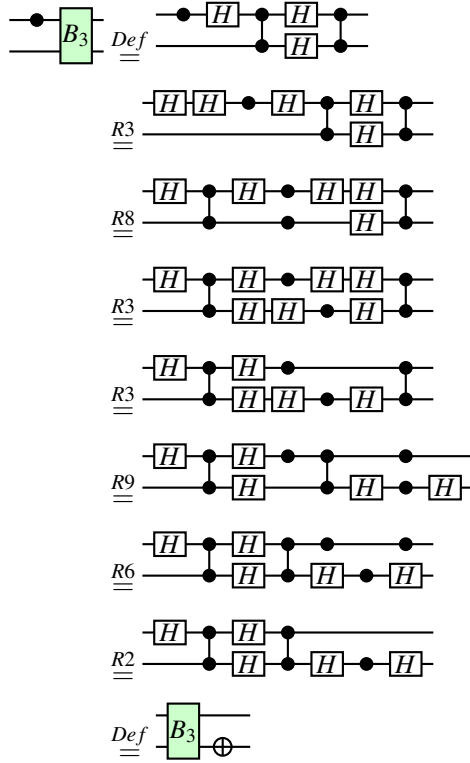 H H
B₃ Def = H
H H H H
R3 = H
H H H H
R8 = H
H H H H
R3 = H H H
H H
R3 = H H H
H H
R9 = H H H
H H
R6 = H H H
H H
R2 = H H H
Def = B₃